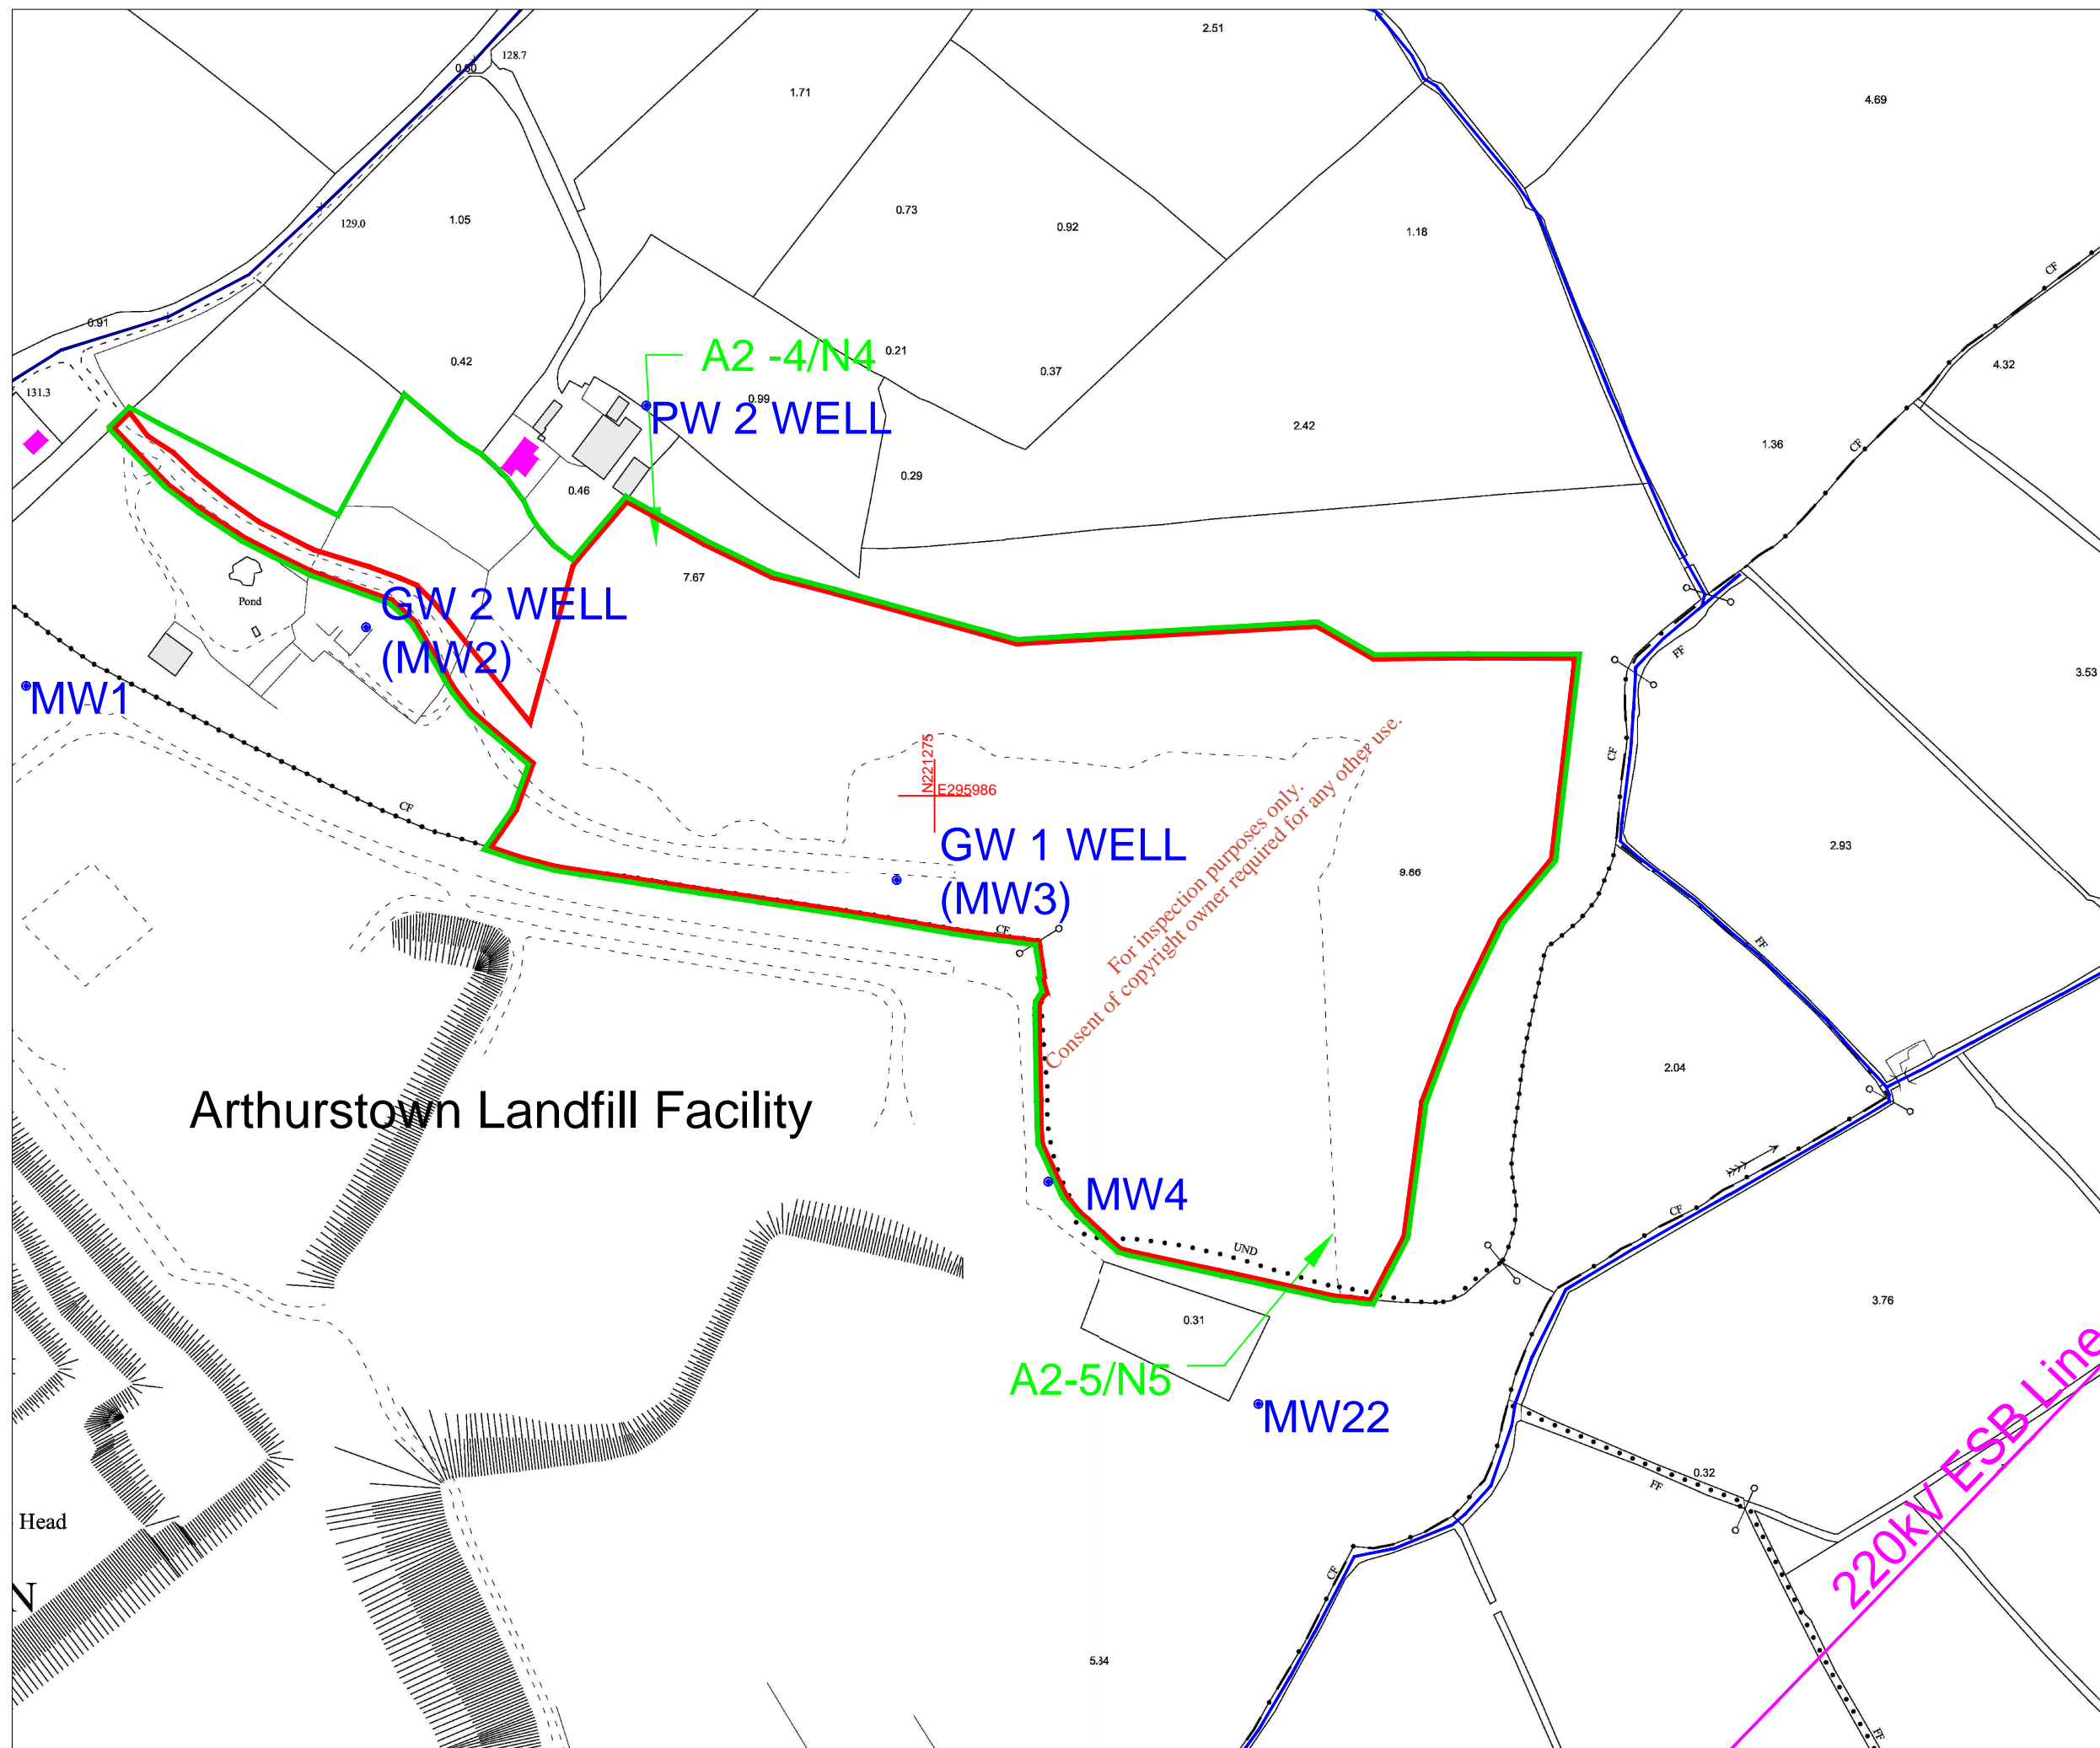 2.51
128.7
0.80
1.71
4.69
129.0
1.05
0.73
0.92
1.18
CF
0.91
131.3
0.42
A2 -4/N4
0.21
0.37
4.32
0.99
PW 2 WELL
2.42
1.36
CF
0.46
0.29
7.67
Pond
GW 2 WELL
(MW2)
FF
3.53
MW1
CF
N221275
E295986
CF
GW 1 WELL
(MW3)
For inspection purposes only.
Consent of copyright owner required for any other use.
9.66
2.93
CF
FF
Arthurstown Landfill Facility
2.04
MW4
CF
UND
0.31
3.76
A2-5/N5
MW22
220kV ESB Line
0.32
FF
Head
N
CF
5.34
FF